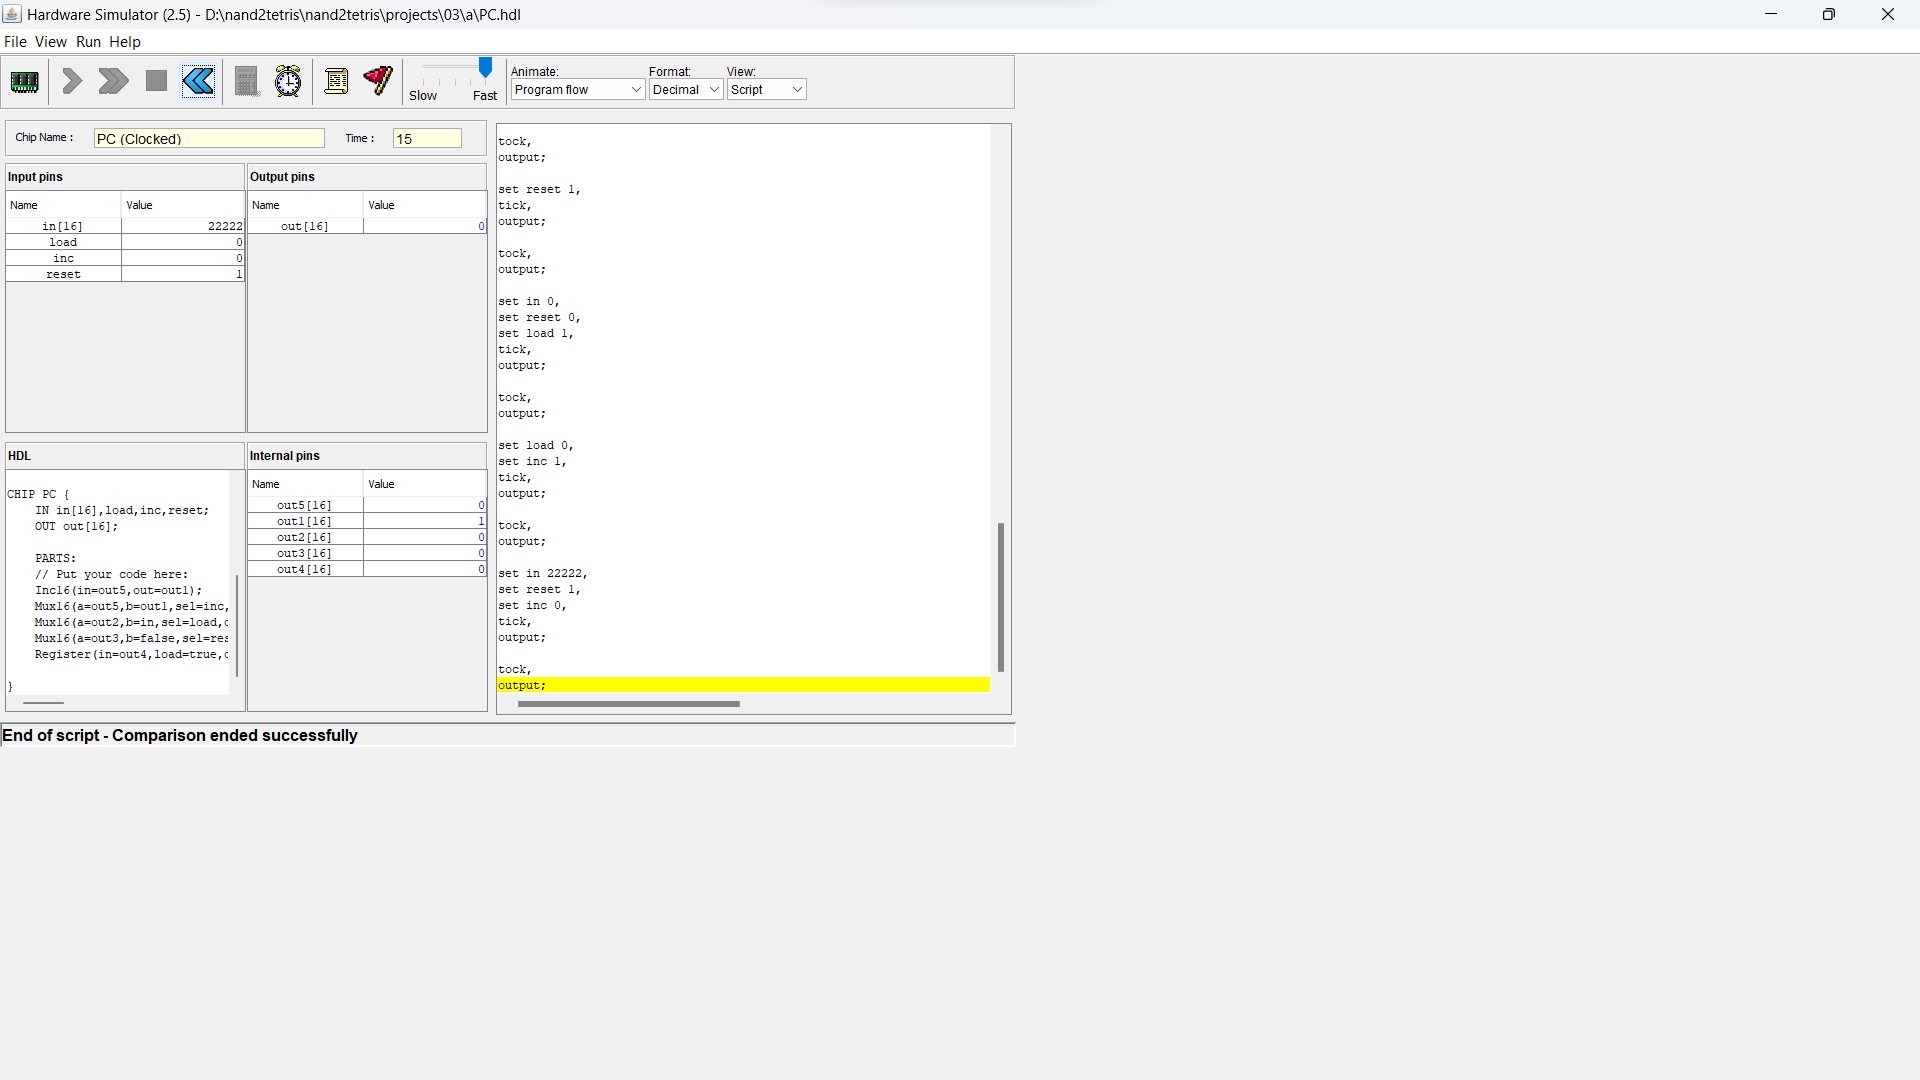 Hardware Simulator (2.5) - D:\nand2tetris\nand2tetris\projects\03\a\PC.hdl
File View Run Help
Slow Fast
Animate: Format: View:
Program flow Decimal Script
Chip Name : PC (Clocked) Time : 15
Input pins
Name Value
in[16] 22222
load 0
inc 0
reset 1
Output pins
Name Value
out[16] 0
HDL
CHIP PC {
IN in[16],load,inc,reset;
OUT out[16];
PARTS:
// Put your code here:
Inc16(in=out5,out=out1);
Mux16(a=out5,b=out1,sel=inc,
Mux16(a=out2,b=in,sel=load,
Mux16(a=out3,b=false,sel=res
Register(in=out4,load=true,
}
Internal pins
Name Value
out5[16] 0
out1[16] 1
out2[16] 0
out3[16] 0
out4[16] 0
tock,
output;
set reset 1,
tick,
output;
tock,
output;
set in 0,
set reset 0,
set load 1,
tick,
output;
tock,
output;
set load 0,
set inc 1,
tick,
output;
tock,
output;
set in 22222,
set reset 1,
set inc 0,
tick,
output;
tock,
output;
End of script - Comparison ended successfully